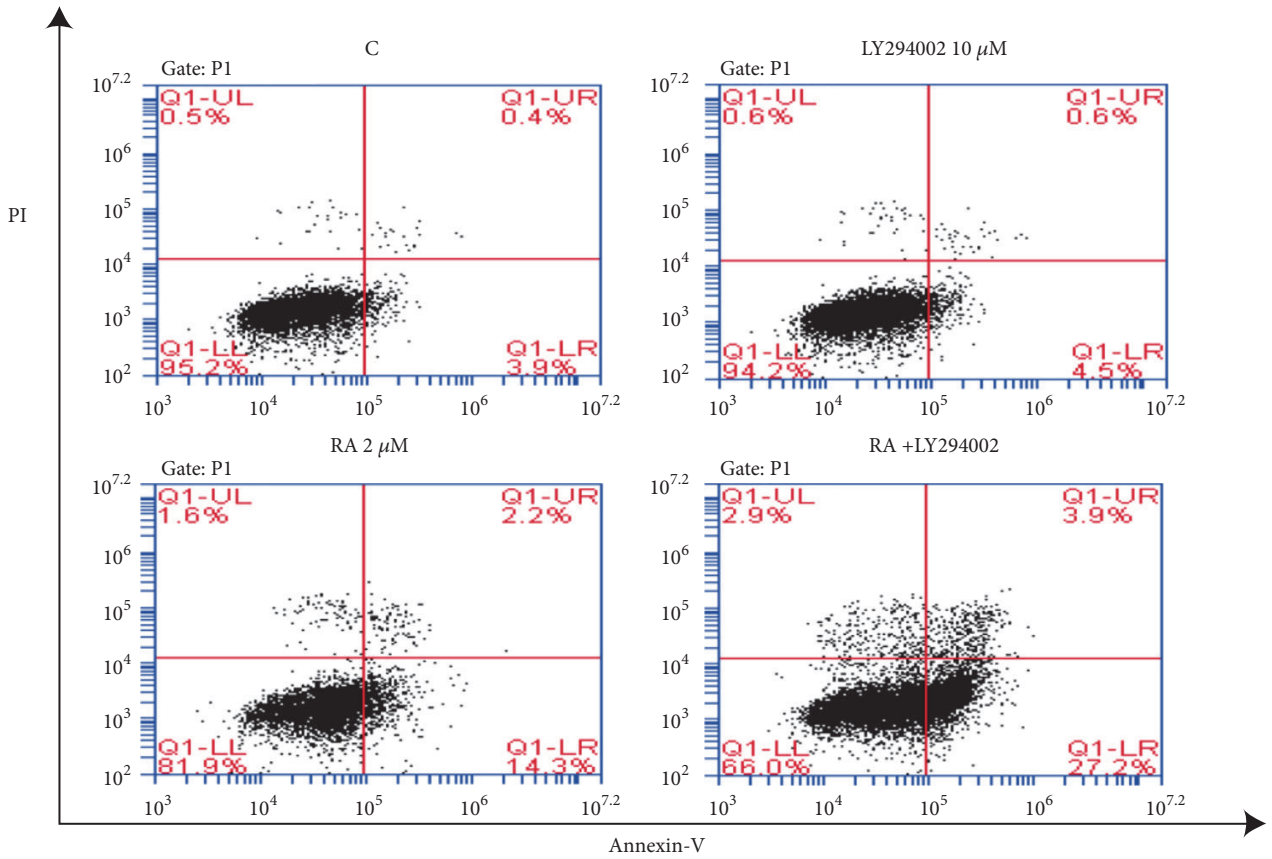 C
Gate: P1
10^7.2
10^6
10^5
10^4
10^3
10^2
Q1-UL
0.5%
Q1-UR
0.4%
Q1-LL
95.2%
Q1-LR
3.9%
10^3 10^4 10^5 10^6 10^7.2
LY294002 10 μM
Gate: P1
10^7.2
10^6
10^5
10^4
10^3
10^2
Q1-UL
0.6%
Q1-UR
0.6%
Q1-LL
94.2%
Q1-LR
4.5%
10^3 10^4 10^5 10^6 10^7.2
PI
RA 2 μM
Gate: P1
10^7.2
10^6
10^5
10^4
10^3
10^2
Q1-UL
1.6%
Q1-UR
2.2%
Q1-LL
81.9%
Q1-LR
14.3%
10^3 10^4 10^5 10^6 10^7.2
RA +LY294002
Gate: P1
10^7.2
10^6
10^5
10^4
10^3
10^2
Q1-UL
2.9%
Q1-UR
3.9%
Q1-LL
66.0%
Q1-LR
27.2%
10^3 10^4 10^5 10^6 10^7.2
Annexin-V